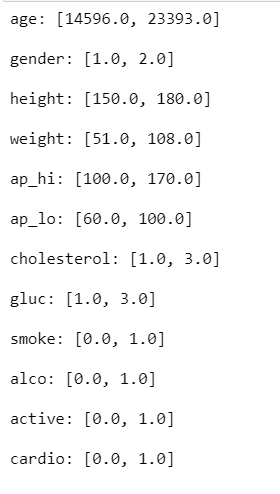 age: [14596.0, 23393.0]
gender: [1.0, 2.0]
height: [150.0, 180.0]
weight: [51.0, 108.0]
ap_hi: [100.0, 170.0]
ap_lo: [60.0, 100.0]
cholesterol: [1.0, 3.0]
gluc: [1.0, 3.0]
smoke: [0.0, 1.0]
alco: [0.0, 1.0]
active: [0.0, 1.0]
cardio: [0.0, 1.0]